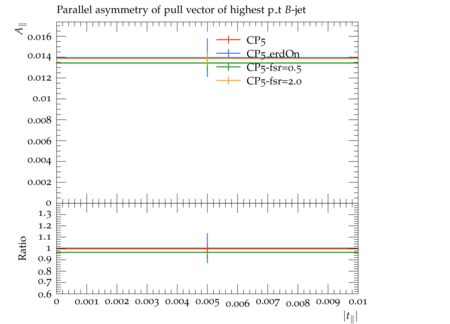 Parallel asymmetry of pull vector of highest p_t B-jet
A∥
0.016
0.014
0.012
0.01
0.008
0.006
0.004
0.002
0
CP5
CP5 erdOn
CP5-fsr=0.5
CP5-fsr=2.0
Ratio
1.3
1.2
1.1
1
0.9
0.8
0.7
0.6
0 0.001 0.002 0.003 0.004 0.005 0.006 0.007 0.008 0.009 0.01
|t∥|